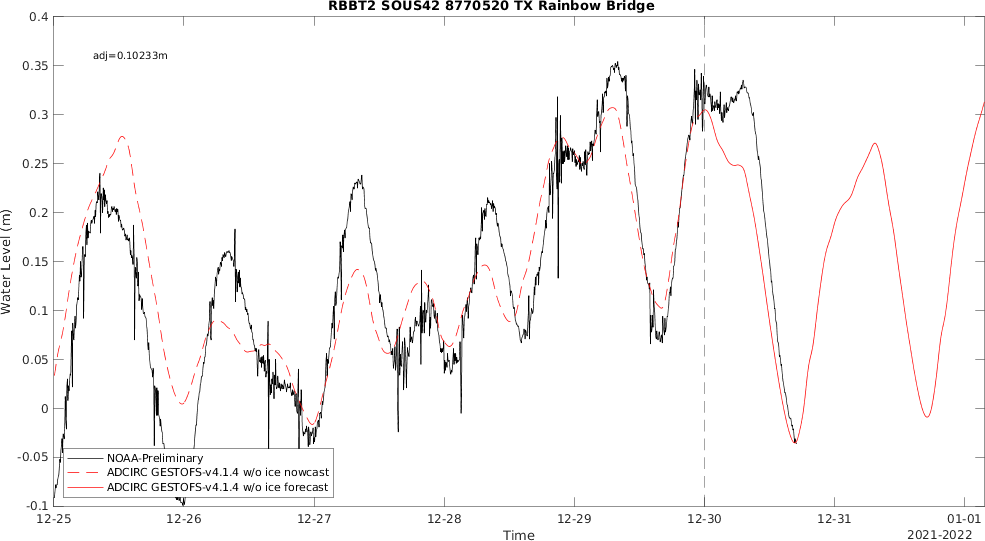 RBBT2 SOUS42 8770520 TX Rainbow Bridge
adj=0.10233m
Water Level (m)
0.4
0.35
0.3
0.25
0.2
0.15
0.1
0.05
0
-0.05
-0.1
NOAA-Preliminary
ADCIRC GESTOFS-v4.1.4 w/o ice nowcast
ADCIRC GESTOFS-v4.1.4 w/o ice forecast
12-25 12-26 12-27 12-28 12-29 12-30 12-31 01-01
Time
2021-2022